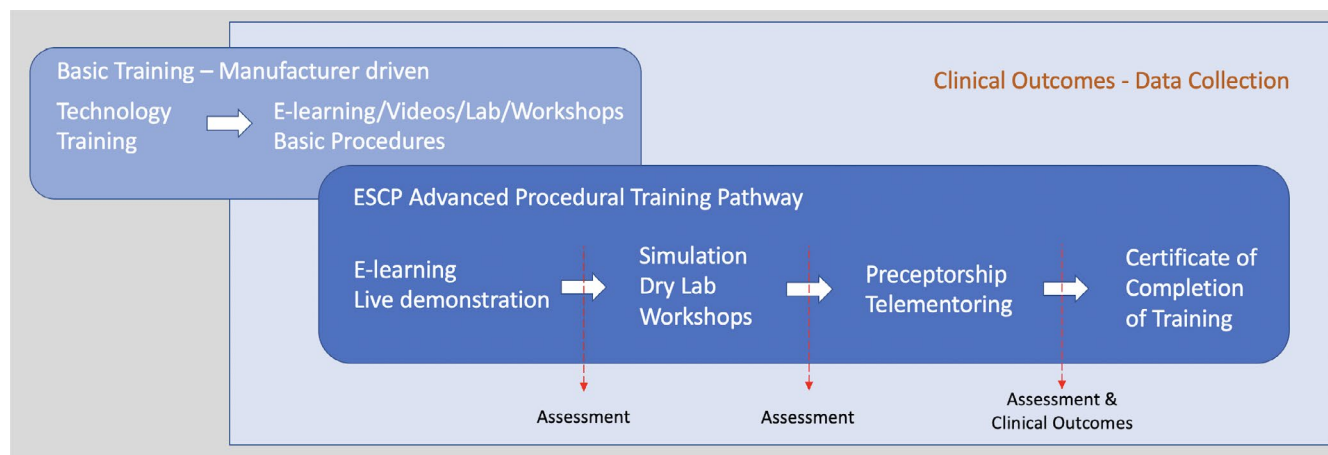 Basic Training – Manufacturer driven
Technology
Training
E-learning/Videos/Lab/Workshops
Basic Procedures
Clinical Outcomes - Data Collection
ESCP Advanced Procedural Training Pathway
E-learning
Live demonstration
Simulation
Dry Lab
Workshops
Preceptorship
Telementoring
Certificate of
Completion
of Training
Assessment
Assessment
Assessment &
Clinical Outcomes